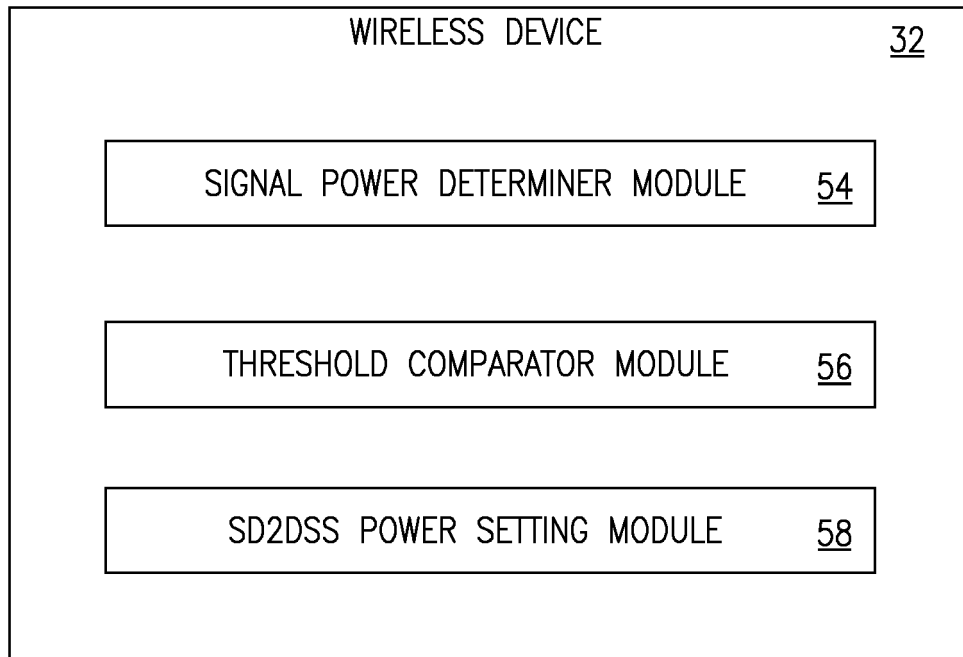 WIRELESS DEVICE 32
SIGNAL POWER DETERMINER MODULE 54
THRESHOLD COMPARATOR MODULE 56
SD2DSS POWER SETTING MODULE 58